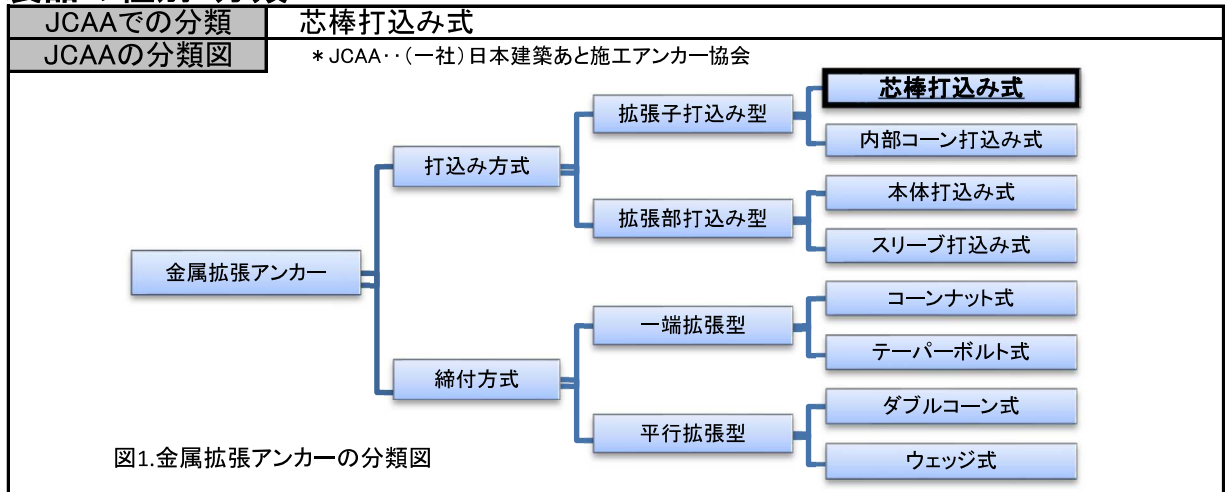 JCAAでの分類 芯棒打込み式
JCAAの分類図 *JCAA‥(一社)日本建築あと施工アンカー協会
芯棒打込み式
拡張子打込み型
内部コーン打込み式
打込み方式
本体打込み式
拡張部打込み型
スリーブ打込み式
金属拡張アンカー
コーンナット式
一端拡張型
テーパーボルト式
締付方式
ダブルコーン式
平行拡張型
ウェッジ式
図1.金属拡張アンカーの分類図